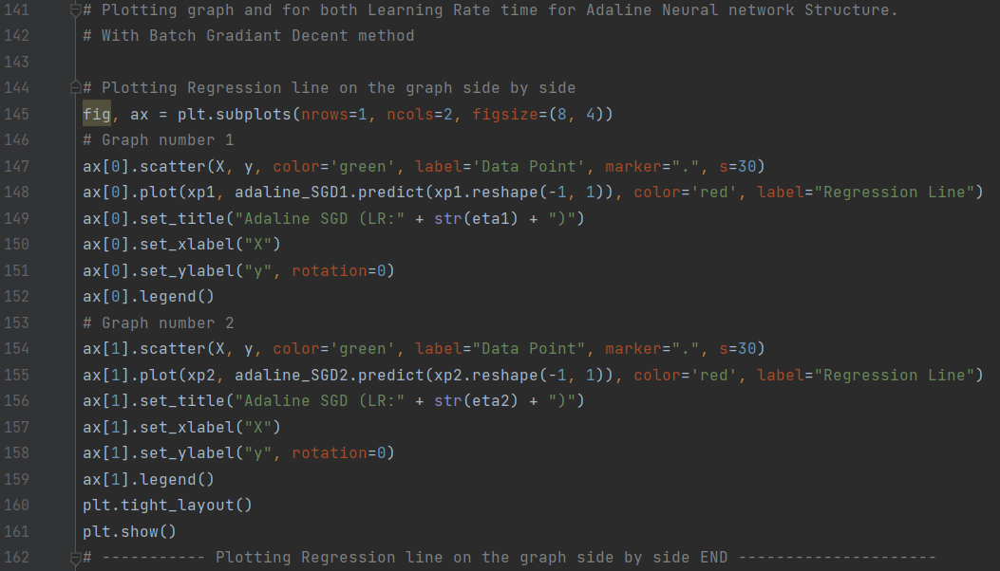 141 # Plotting graph and for both Learning Rate time for Adaline Neural network Structure.
142 # With Batch Gradiant Decent method
143
144 # Plotting Regression line on the graph side by side
145 fig, ax = plt.subplots(nrows=1, ncols=2, figsize=(8, 4))
146 # Graph number 1
147 ax[0].scatter(X, y, color='green', label='Data Point', marker=".", s=30)
148 ax[0].plot(xp1, adaline_SGD1.predict(xp1.reshape(-1, 1)), color='red', label="Regression Line")
149 ax[0].set_title("Adaline SGD (LR:" + str(eta1) + ")")
150 ax[0].set_xlabel("X")
151 ax[0].set_ylabel("y", rotation=0)
152 ax[0].legend()
153 # Graph number 2
154 ax[1].scatter(X, y, color='green', label="Data Point", marker=".", s=30)
155 ax[1].plot(xp2, adaline_SGD2.predict(xp2.reshape(-1, 1)), color='red', label="Regression Line")
156 ax[1].set_title("Adaline SGD (LR:" + str(eta2) + ")")
157 ax[1].set_xlabel("X")
158 ax[1].set_ylabel("y", rotation=0)
159 ax[1].legend()
160 plt.tight_layout()
161 plt.show()
162 # ----------- Plotting Regression line on the graph side by side END ---------------------